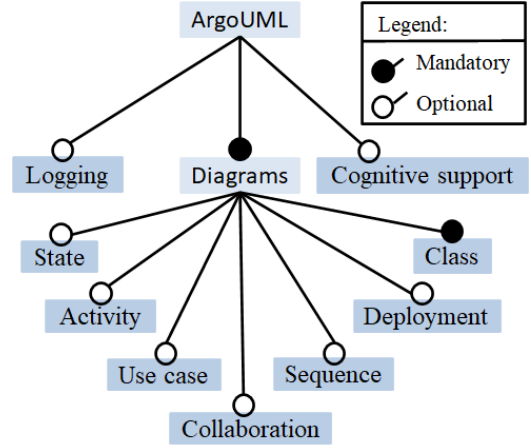 ArgoUML
Legend:
Mandatory
Optional
Logging
Diagrams
Cognitive support
State
Class
Activity
Deployment
Use case
Sequence
Collaboration